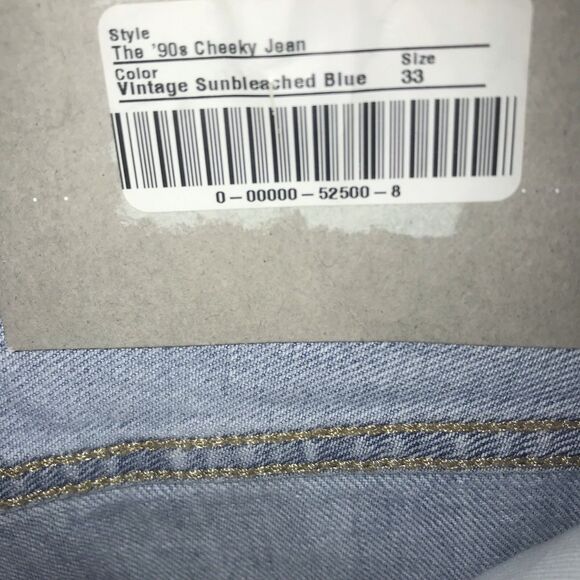 Style
The '90s Cheeky Jean
Color Size
Vintage Sunbleached Blue 33
0-00000-52500-8